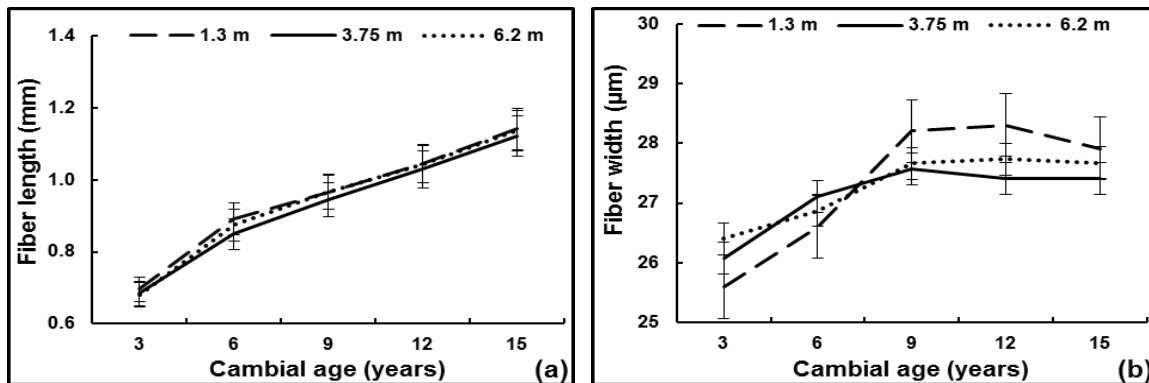 1.4
1.3 m 3.75 m 6.2 m
1.2
1.0
0.8
0.6
Fiber length (mm)
3 6 9 12 15
Cambial age (years) (a)
30
1.3 m 3.75 m 6.2 m
29
28
27
26
25
Fiber width (μm)
3 6 9 12 15
Cambial age (years) (b)